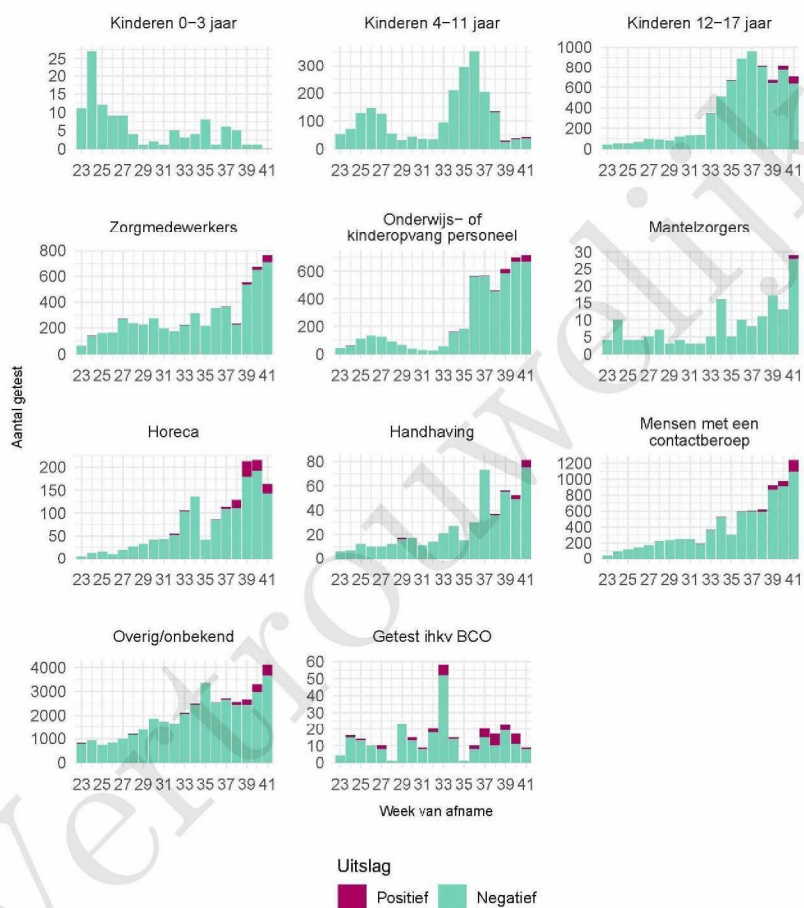 Kinderen 0−3 jaar
Kinderen 4−11 jaar
Kinderen 12−17 jaar
25
20
15
10
5
0
300
200
100
0
1000
800
600
400
200
0
23 25 27 29 31 33 35 37 39 41
23 25 27 29 31 33 35 37 39 41
23 25 27 29 31 33 35 37 39 41
Zorgmedewerkers
Onderwijs− of
kinderopvang personeel
Mantelzorgers
800
600
400
200
0
600
400
200
0
30
25
20
15
10
5
0
23 25 27 29 31 33 35 37 39 41
23 25 27 29 31 33 35 37 39 41
23 25 27 29 31 33 35 37 39 41
Aantal getest
Horeca
Handhaving
Mensen met een
contactberoep
200
150
100
50
0
80
60
40
20
0
1200
1000
800
600
400
200
0
23 25 27 29 31 33 35 37 39 41
23 25 27 29 31 33 35 37 39 41
23 25 27 29 31 33 35 37 39 41
Overig/onbekend
Getest ihkv BCO
4000
3000
2000
1000
0
60
50
40
30
20
10
0
23 25 27 29 31 33 35 37 39 41
23 25 27 29 31 33 35 37 39 41
Week van afname
Uitslag
Positief
Negatief
Vertrouwelijk